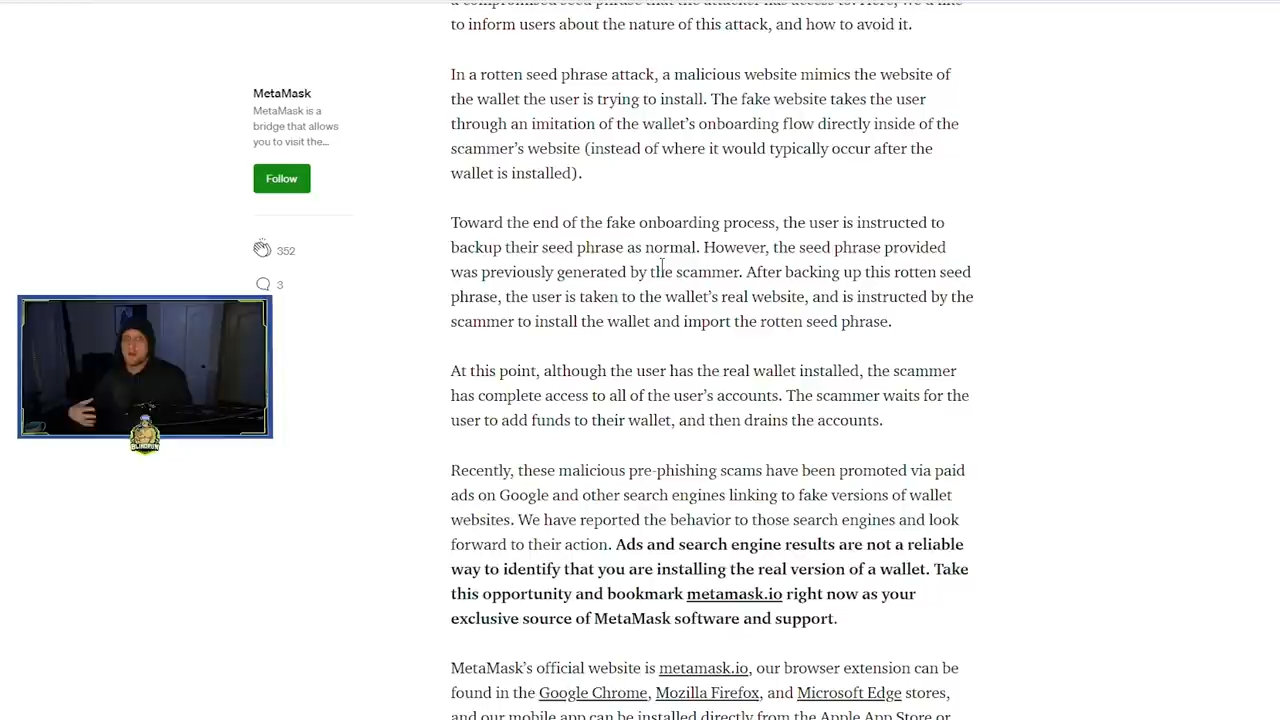 a compromised seed phrase that the attacker has access to. Here, we'd like
to inform users about the nature of this attack, and how to avoid it.
In a rotten seed phrase attack, a malicious website mimics the website of
the wallet the user is trying to install. The fake website takes the user
through an imitation of the wallet's onboarding flow directly inside of the
scammer's website (instead of where it would typically occur after the
wallet is installed).
MetaMask
MetaMask is a
bridge that allows
you to visit the...
Follow
352
3
Toward the end of the fake onboarding process, the user is instructed to
backup their seed phrase as normal. However, the seed phrase provided
was previously generated by the scammer. After backing up this rotten seed
phrase, the user is taken to the wallet's real website, and is instructed by the
scammer to install the wallet and import the rotten seed phrase.
BLINDRUN
At this point, although the user has the real wallet installed, the scammer
has complete access to all of the user's accounts. The scammer waits for the
user to add funds to their wallet, and then drains the accounts.
Recently, these malicious pre-phishing scams have been promoted via paid
ads on Google and other search engines linking to fake versions of wallet
websites. We have reported the behavior to those search engines and look
forward to their action. Ads and search engine results are not a reliable
way to identify that you are installing the real version of a wallet. Take
this opportunity and bookmark metamask.io right now as your
exclusive source of MetaMask software and support.
MetaMask's official website is metamask.io, our browser extension can be
found in the Google Chrome, Mozilla Firefox, and Microsoft Edge stores,
and our mobile app can be installed directly from the Apple App Store or